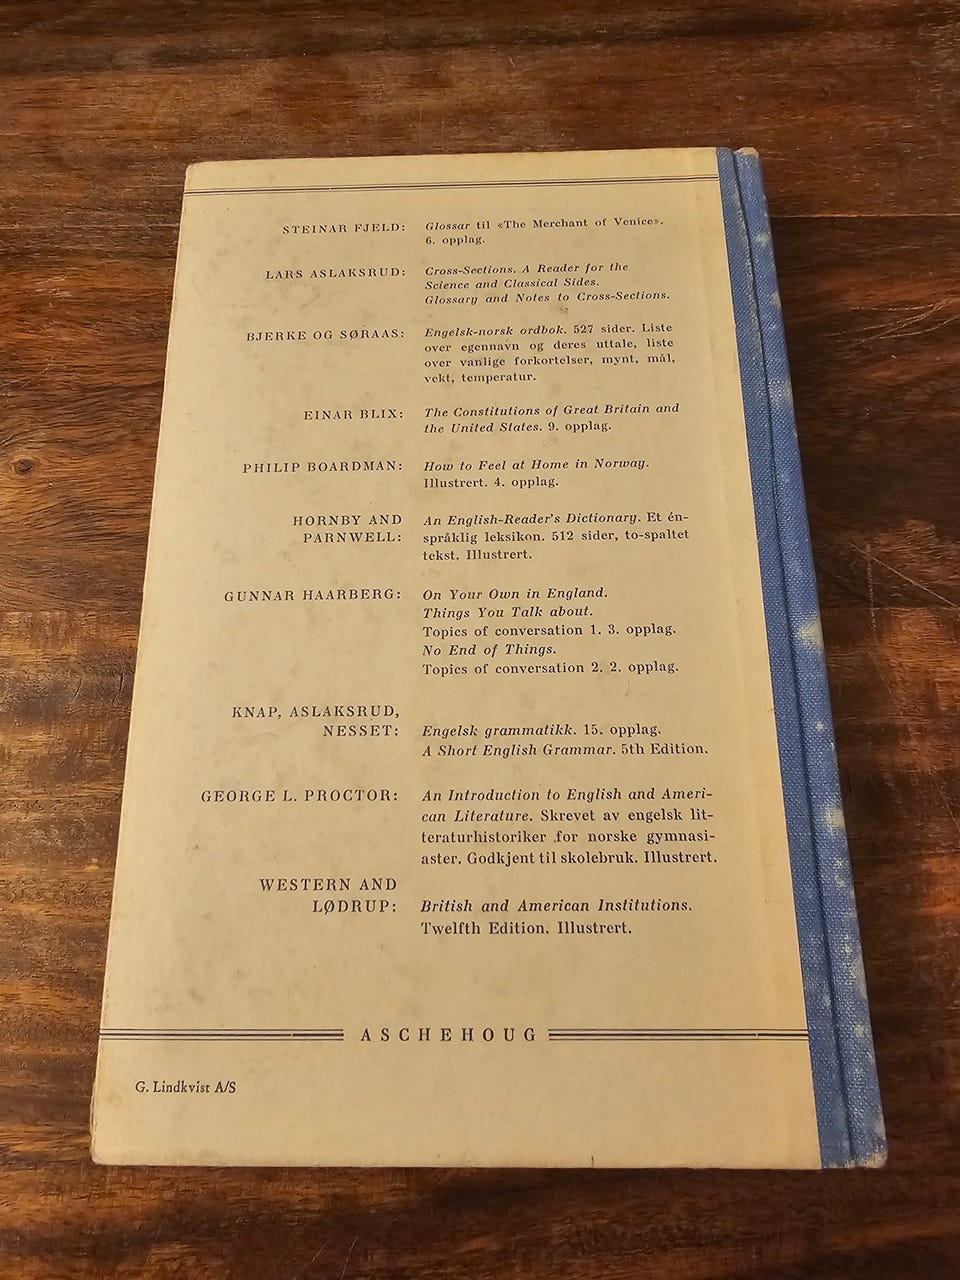 STEINAR FJELD: Glossar til «The Merchant of Venice».
6. opplag.
LARS ASLAKSRUD: Cross-Sections. A Reader for the
Science and Classical Sides.
Glossary and Notes to Cross-Sections.
BJERKE OG SØRAAS: Engelsk-norsk ordbok. 527 sider. Liste
over egennavn og deres uttale, liste
over vanlige forkortelser, mynt, mål,
vekt, temperatur.
EINAR BLIX: The Constitutions of Great Britain and
the United States. 9. opplag.
PHILIP BOARDMAN: How to Feel at Home in Norway.
Illustrert. 4. opplag.
HORNBY AND An English-Reader's Dictionary. Et én-
PARNWELL: språklig leksikon. 512 sider, to-spaltet
tekst. Illustrert.
GUNNAR HAARBERG: On Your Own in England.
Things You Talk about.
Topics of conversation 1. 3. opplag.
No End of Things.
Topics of conversation 2. 2. opplag.
KNAP, ASLAKSRUD,
NESSET: Engelsk grammatikk. 15. opplag.
A Short English Grammar. 5th Edition.
GEORGE L. PROCTOR: An Introduction to English and Ameri-
can Literature. Skrevet av engelsk lit-
teraturhistoriker for norske gymnasi-
aster. Godkjent til skolebruk. Illustrert.
WESTERN AND
LØDRUP: British and American Institutions.
Twelfth Edition. Illustrert.
ASCHEHOUG
G. Lindkvist A/S